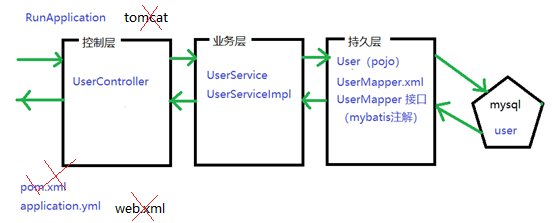 RunApplication
tomcat
控制层
UserController
业务层
UserService
UserServiceImpl
持久层
User（pojo）
UserMapper.xml
UserMapper 接口
（mybatis注解）
mysql
user
pom.xml
application.yml
web.xml